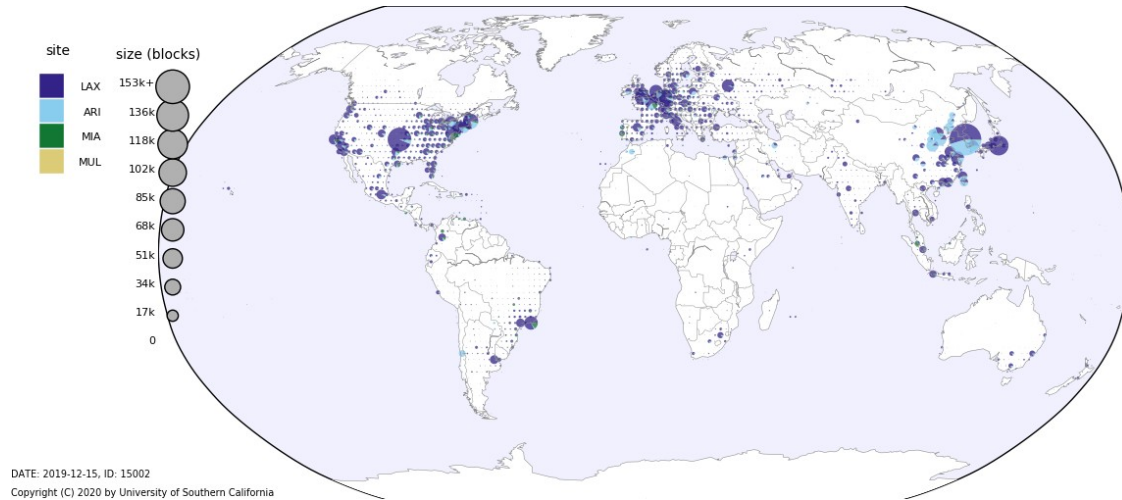 site
LAX
ARI
MIA
MUL
size (blocks)
153k+
136k
118k
102k
85k
68k
51k
34k
17k
0
DATE: 2019-12-15, ID: 15002
Copyright (C) 2020 by University of Southern California